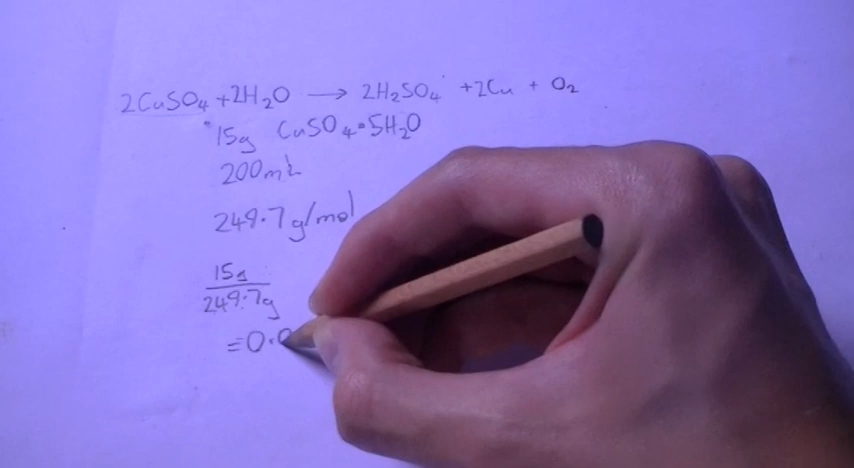 2CuSO₄+2H₂O → 2H₂SO₄ +2Cu + O₂
15g CuSO₄•5H₂O
200ml
249.7g/mol
15g
249.7g
=0.0